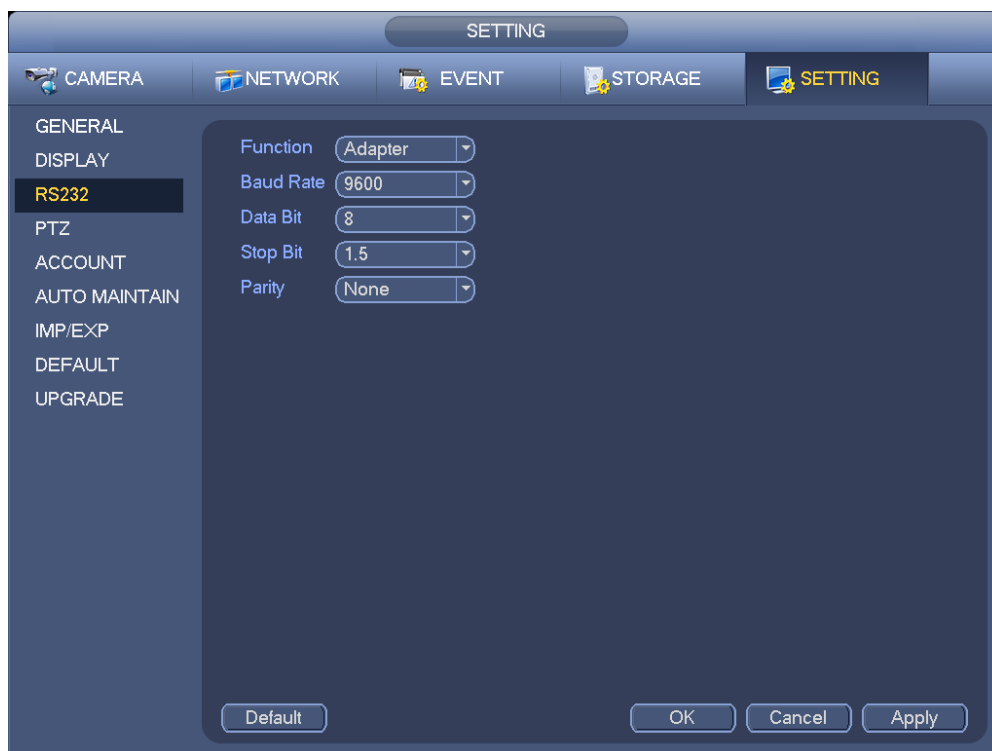 SETTING
CAMERA NETWORK EVENT STORAGE SETTING
GENERAL
DISPLAY
RS232
PTZ
ACCOUNT
AUTO MAINTAIN
IMP/EXP
DEFAULT
UPGRADE
Function Adapter
Baud Rate 9600
Data Bit 8
Stop Bit 1.5
Parity None
Default OK Cancel Apply